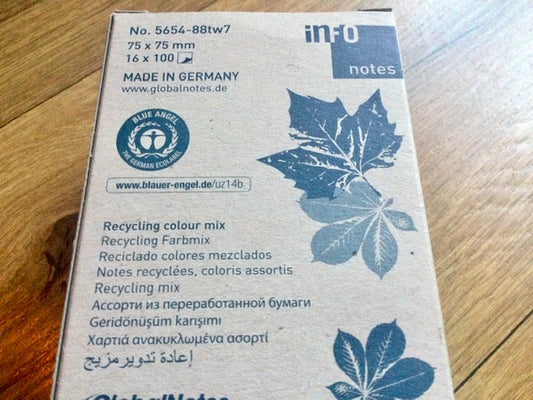 No. 5654-88tw7
75 x 75 mm
16 x 100
MADE IN GERMANY
www.globalnotes.de
info
notes
BLUE ANGEL
THE GERMAN ECOLABEL
www.blauer-engel.de/uz14b
Recycling colour mix
Recycling Farbmix
Reciclado colores mezclados
Notes recyclées, coloris assortis
Recycling mix
Ассорти из переработанной бумаги
Geridönüşüm karışımı
Χαρτιά ανακυκλωμένα ασορτί
إعادة تدوير مزيج
GlobalNotes